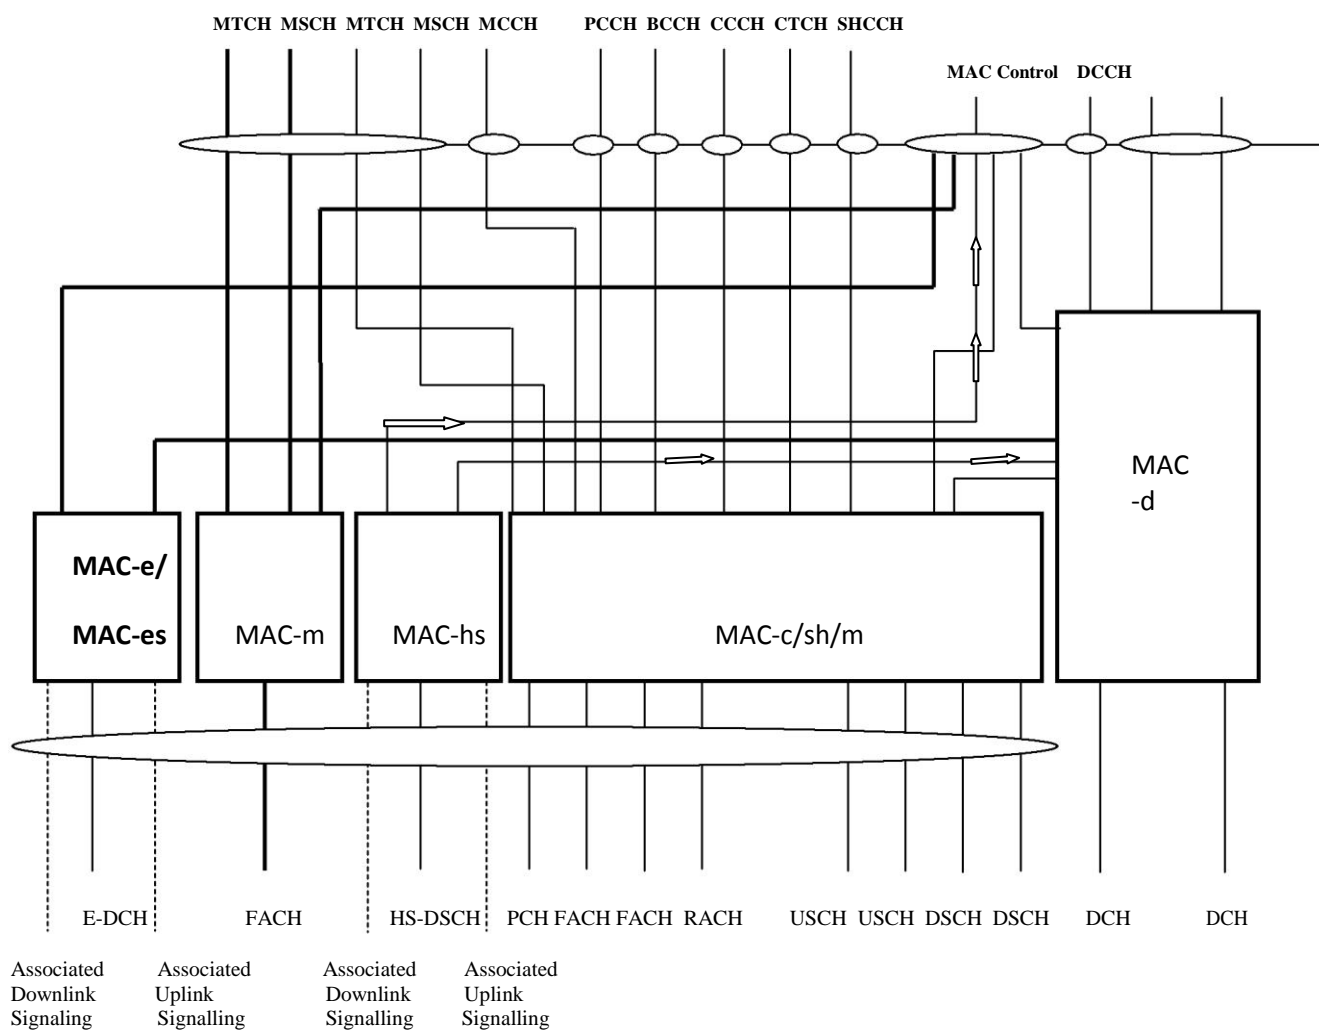 MTCH MSCH MTCH MSCH MCCH PCCH BCCH CCCH CTCH SHCCH
MAC Control DCCH
MAC
-d
MAC-e/
MAC-es
MAC-m
MAC-hs
MAC-c/sh/m
E-DCH FACH HS-DSCH PCH FACH FACH RACH USCH USCH DSCH DSCH DCH DCH
Associated
Downlink
Signaling
Associated
Uplink
Signalling
Associated
Downlink
Signalling
Associated
Uplink
Signalling